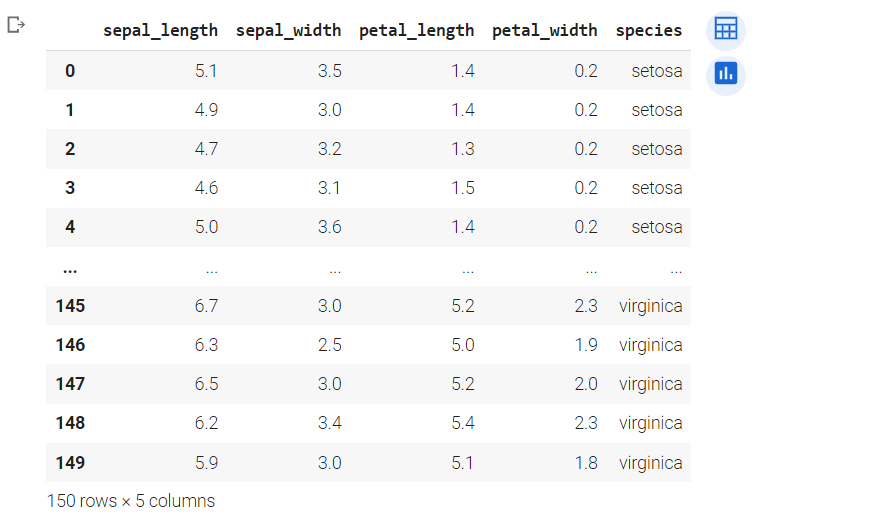 sepal_length sepal_width petal_length petal_width species
0 5.1 3.5 1.4 0.2 setosa
1 4.9 3.0 1.4 0.2 setosa
2 4.7 3.2 1.3 0.2 setosa
3 4.6 3.1 1.5 0.2 setosa
4 5.0 3.6 1.4 0.2 setosa
... ... ... ... ... ...
145 6.7 3.0 5.2 2.3 virginica
146 6.3 2.5 5.0 1.9 virginica
147 6.5 3.0 5.2 2.0 virginica
148 6.2 3.4 5.4 2.3 virginica
149 5.9 3.0 5.1 1.8 virginica
150 rows × 5 columns